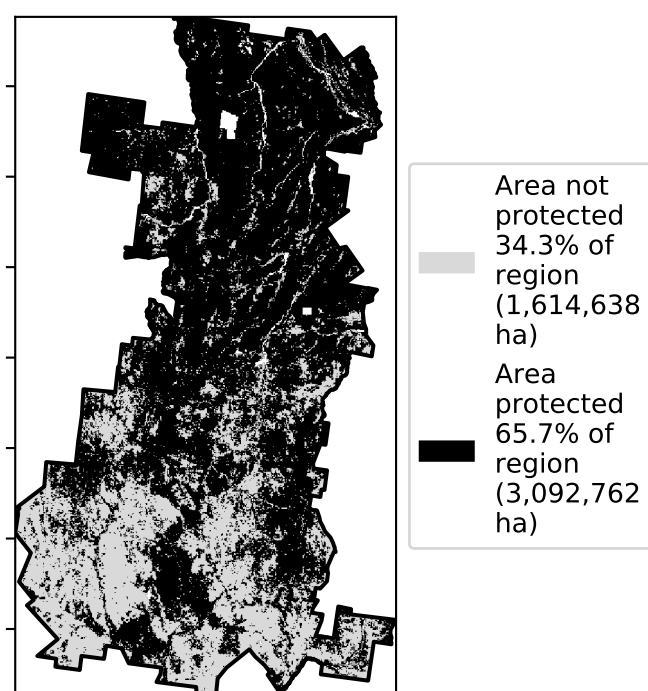 Area not
protected
34.3% of
region
(1,614,638
ha)
Area
protected
65.7% of
region
(3,092,762
ha)